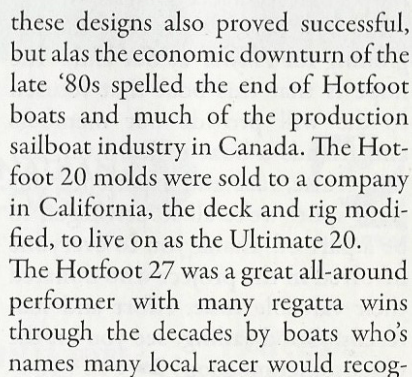 these designs also proved successful,
but alas the economic downturn of the
late ‘80s spelled the end of Hotfoot
boats and much of the production
sailboat industry in Canada. The Hot-
foot 20 molds were sold to a company
in California, the deck and rig modi-
fied, to live on as the Ultimate 20.
The Hotfoot 27 was a great all-around
performer with many regatta wins
through the decades by boats who’s
names many local racer would recog-